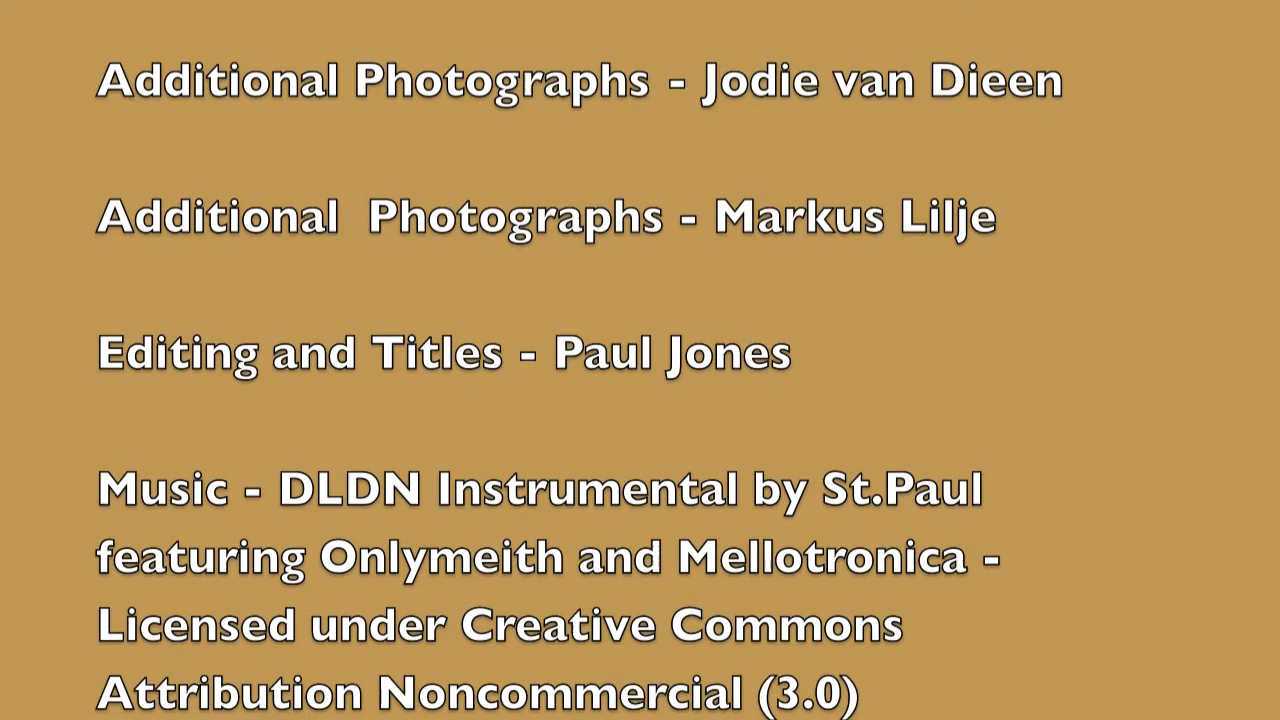 Additional Photographs - Jodie van Dieen
Additional  Photographs - Markus Lilje
Editing and Titles - Paul Jones
Music - DLDN Instrumental by St.Paul
featuring Onlymeith and Mellotronica -
Licensed under Creative Commons
Attribution Noncommercial (3.0)